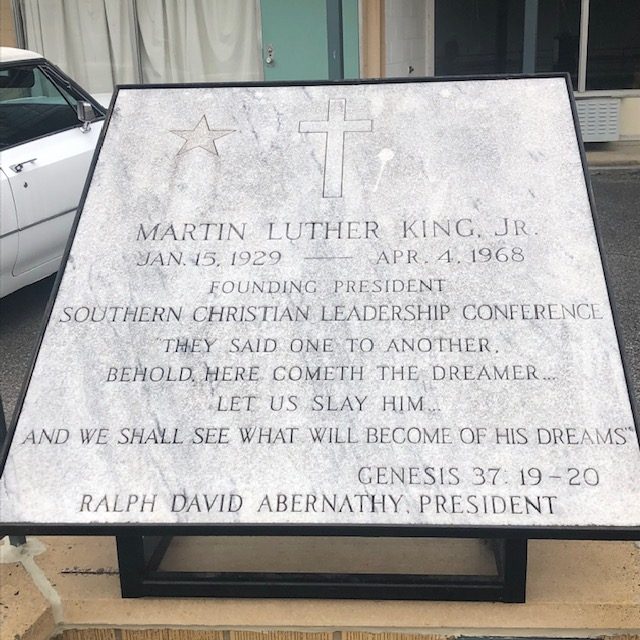 MARTIN LUTHER KING, JR.
JAN. 15, 1929 — APR. 4, 1968
FOUNDING PRESIDENT
SOUTHERN CHRISTIAN LEADERSHIP CONFERENCE
"THEY SAID ONE TO ANOTHER,
BEHOLD, HERE COMETH THE DREAMER...
LET US SLAY HIM...
AND WE SHALL SEE WHAT WILL BECOME OF HIS DREAMS"
GENESIS 37: 19-20
RALPH DAVID ABERNATHY, PRESIDENT